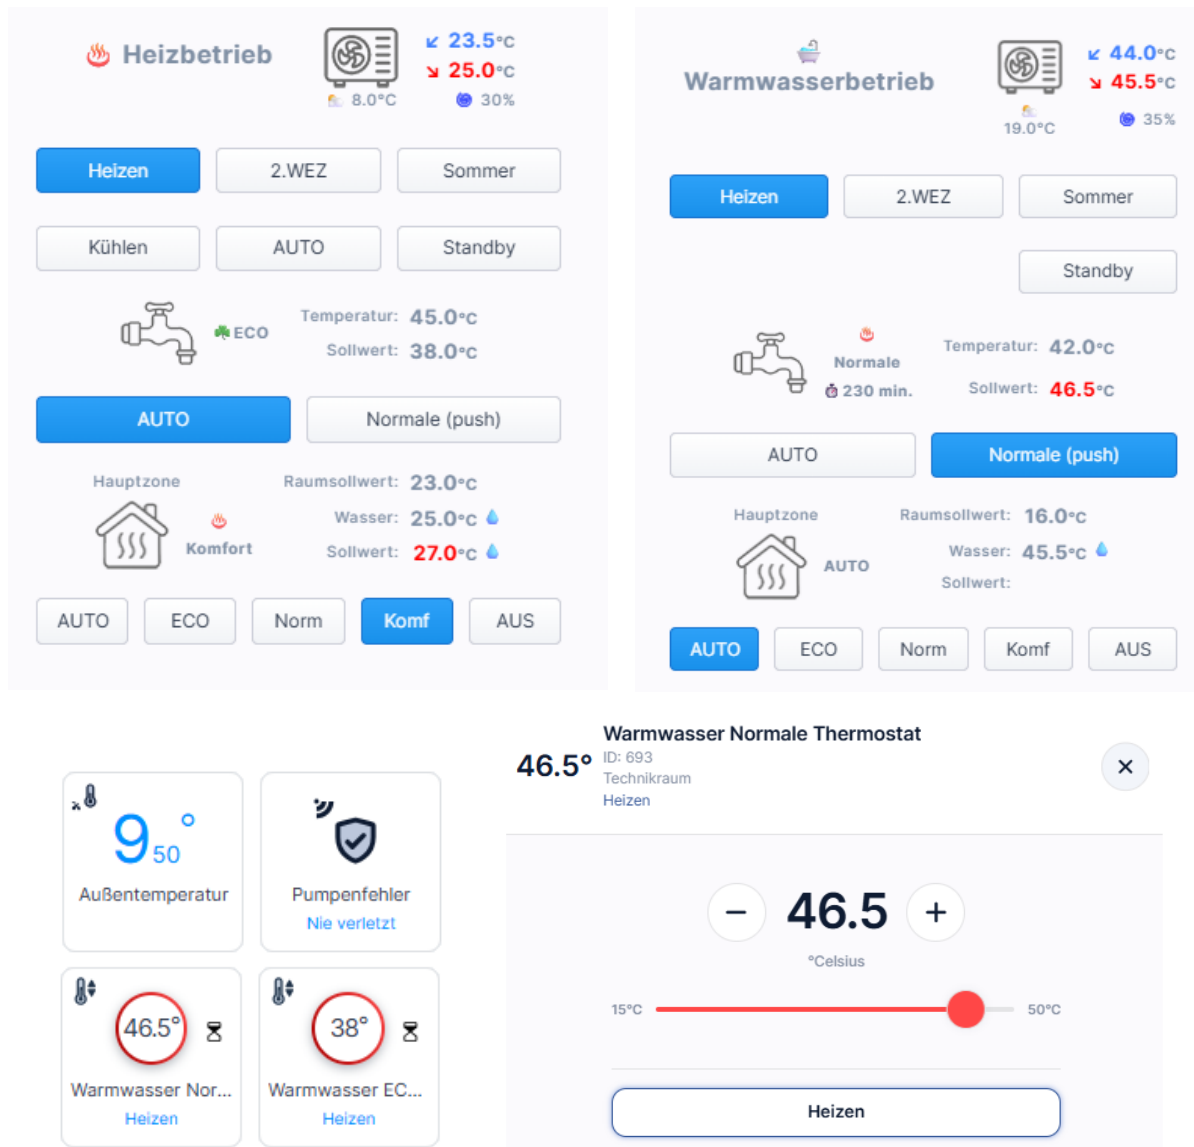 Heizbetrieb
23.5°C
25.0°C
8.0°C
30%
Heizen
2.WEZ
Sommer
Kühlen
AUTO
Standby
ECO
Temperatur: 45.0°C
Sollwert: 38.0°C
AUTO
Normale (push)
Hauptzone
Raumsollwert: 23.0°C
Wasser: 25.0°C
Komfort
Sollwert: 27.0°C
AUTO
ECO
Norm
Komf
AUS
Warmwasserbetrieb
44.0°C
45.5°C
19.0°C
35%
Heizen
2.WEZ
Sommer
Standby
Normale
230 min.
Temperatur: 42.0°C
Sollwert: 46.5°C
AUTO
Normale (push)
Hauptzone
Raumsollwert: 16.0°C
AUTO
Wasser: 45.5°C
Sollwert:
AUTO
ECO
Norm
Komf
AUS
9 50 °
Außentemperatur
Pumpenfehler
Nie verletzt
46.5°
Warmwasser Nor...
Heizen
38°
Warmwasser EC...
Heizen
46.5°
Warmwasser Normale Thermostat
ID: 693
Technikraum
Heizen
46.5
°Celsius
15°C
50°C
Heizen